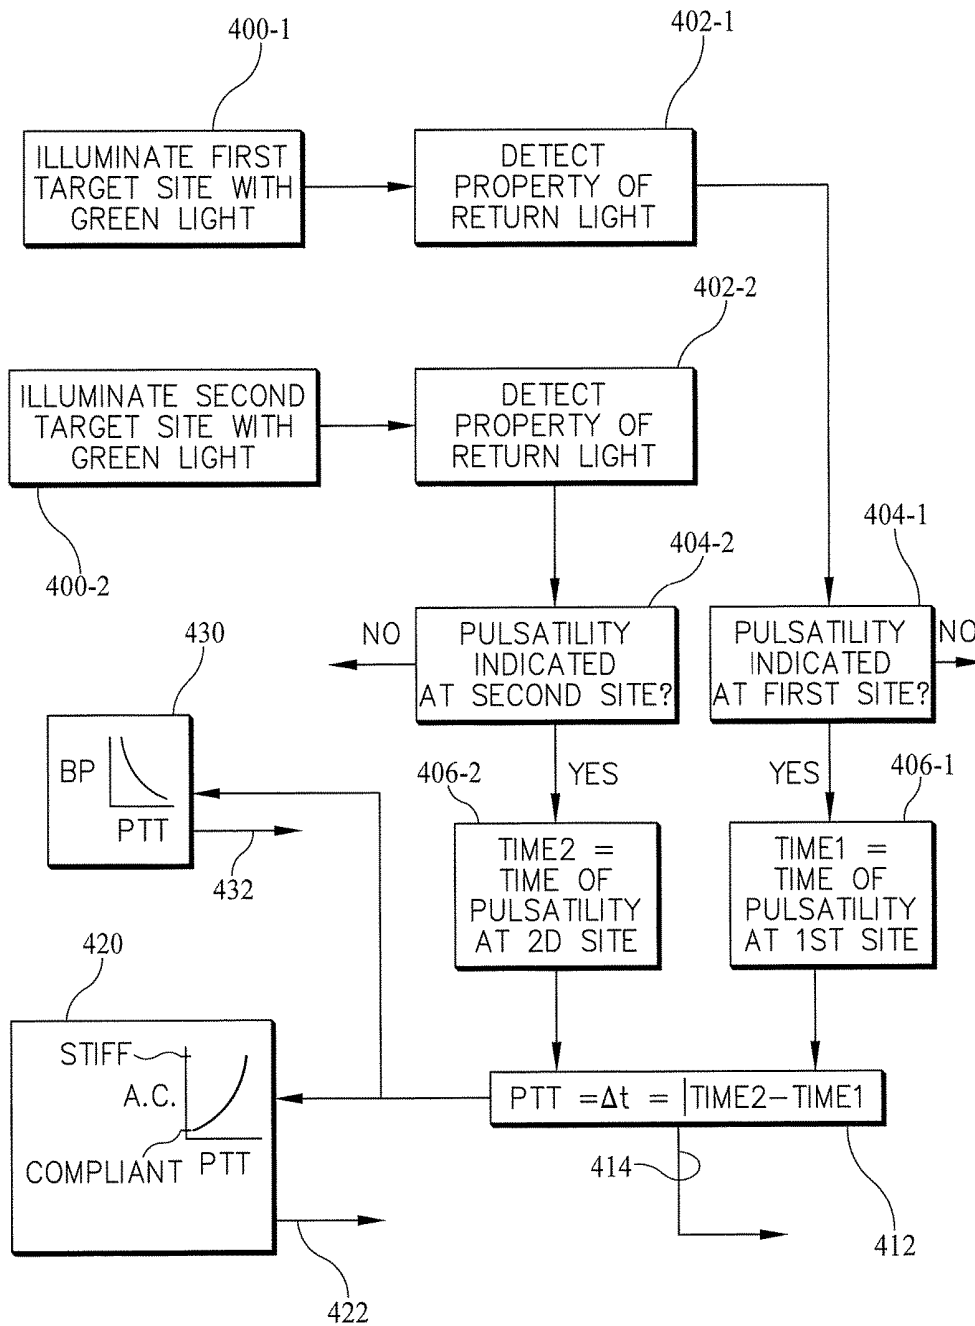 400-1
402-1
ILLUMINATE FIRST
TARGET SITE WITH
GREEN LIGHT
DETECT
PROPERTY OF
RETURN LIGHT
402-2
ILLUMINATE SECOND
TARGET SITE WITH
GREEN LIGHT
DETECT
PROPERTY OF
RETURN LIGHT
400-2
404-2
404-1
NO
PULSATILITY
INDICATED
AT SECOND SITE?
PULSATILITY
INDICATED
AT FIRST SITE?
NO
430
BP
PTT
432
YES
YES
406-2
406-1
TIME2 =
TIME OF
PULSATILITY
AT 2D SITE
TIME1 =
TIME OF
PULSATILITY
AT 1ST SITE
420
STIFF
A.C.
COMPLIANT
PTT
422
PTT =Δt = |TIME2-TIME1
414
412